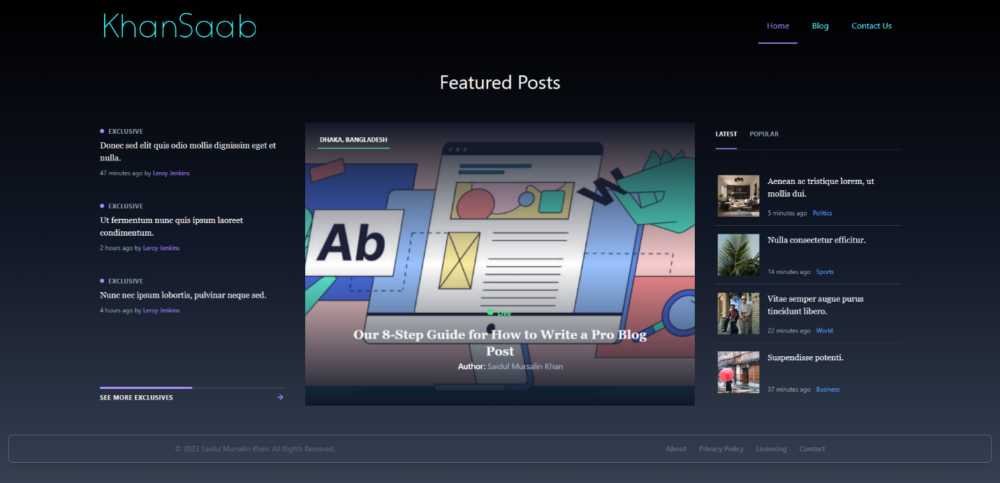 KhanSaab
Home
Blog
Contact Us
Featured Posts
EXCLUSIVE
Donec sed elit quis odio mollis dignissim eget et
nulla.
47 minutes ago by Leroy Jenkins
EXCLUSIVE
Ut fermentum nunc quis ipsum laoreet
condimentum.
2 hours ago by Leroy Jenkins
EXCLUSIVE
Nunc nec ipsum lobortis, pulvinar neque sed.
4 hours ago by Leroy Jenkins
SEE MORE EXCLUSIVES
DHAKA, BANGLADESH
W
Ab
Live
Our 8-Step Guide for How to Write a Pro Blog
Post
Author: Saidul Mursalin Khan
LATEST
POPULAR
Aenean ac tristique lorem, ut
mollis dui.
5 minutes ago Politics
Nulla consectetur efficitur.
14 minutes ago Sports
Vitae semper augue purus
tincidunt libero.
22 minutes ago World
Suspendisse potenti.
37 minutes ago Business
© 2023 Saidul Mursalin Khan. All Rights Reserved.
About
Privacy Policy
Licensing
Contact